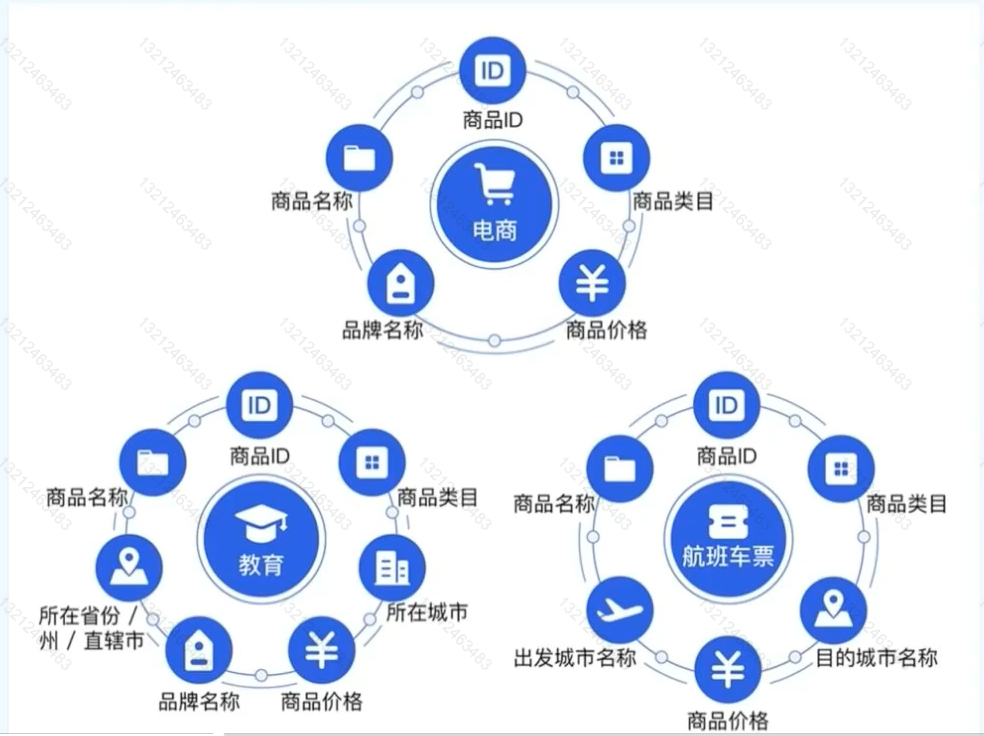 ID
商品ID
商品名称
商品类目
电商
品牌名称
¥
商品价格
ID
商品ID
商品名称
商品类目
教育
所在省份 /
州 / 直辖市
所在城市
品牌名称
¥
商品价格
ID
商品ID
商品名称
商品类目
航班车票
出发城市名称
目的城市名称
¥
商品价格
13212463483